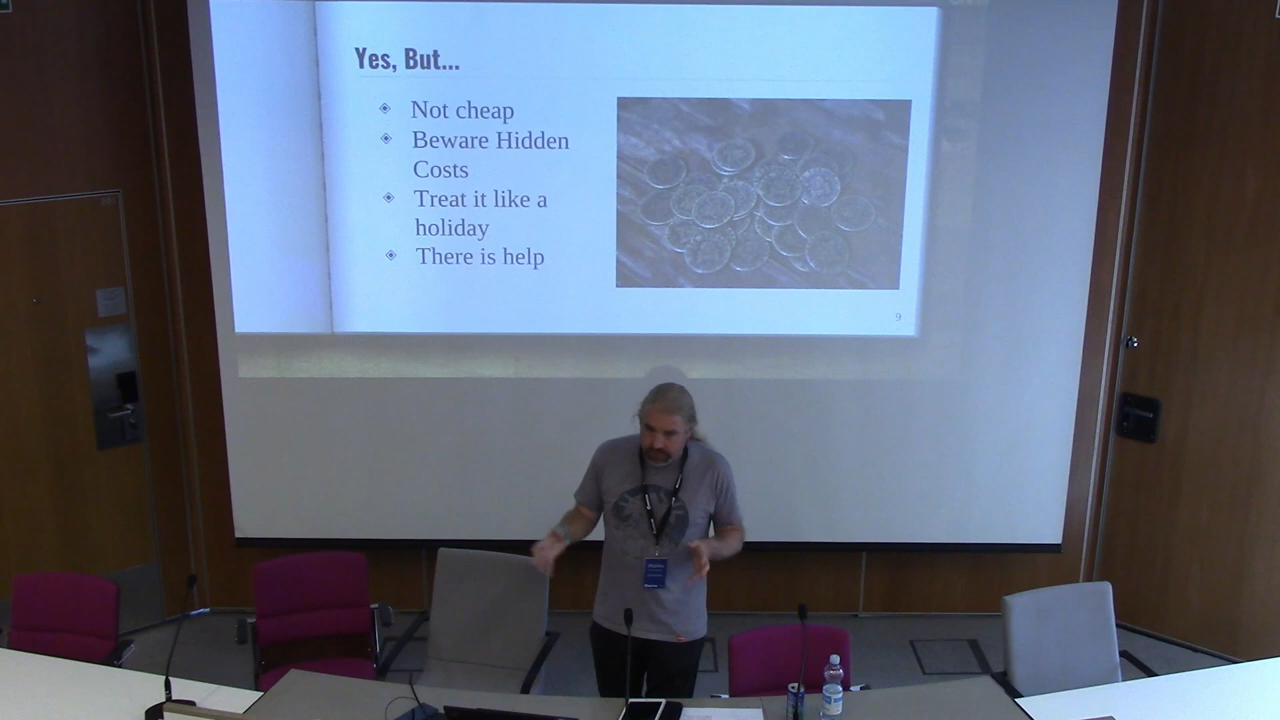 Yes, But...
Not cheap
Beware Hidden
Costs
Treat it like a
holiday
There is help
9